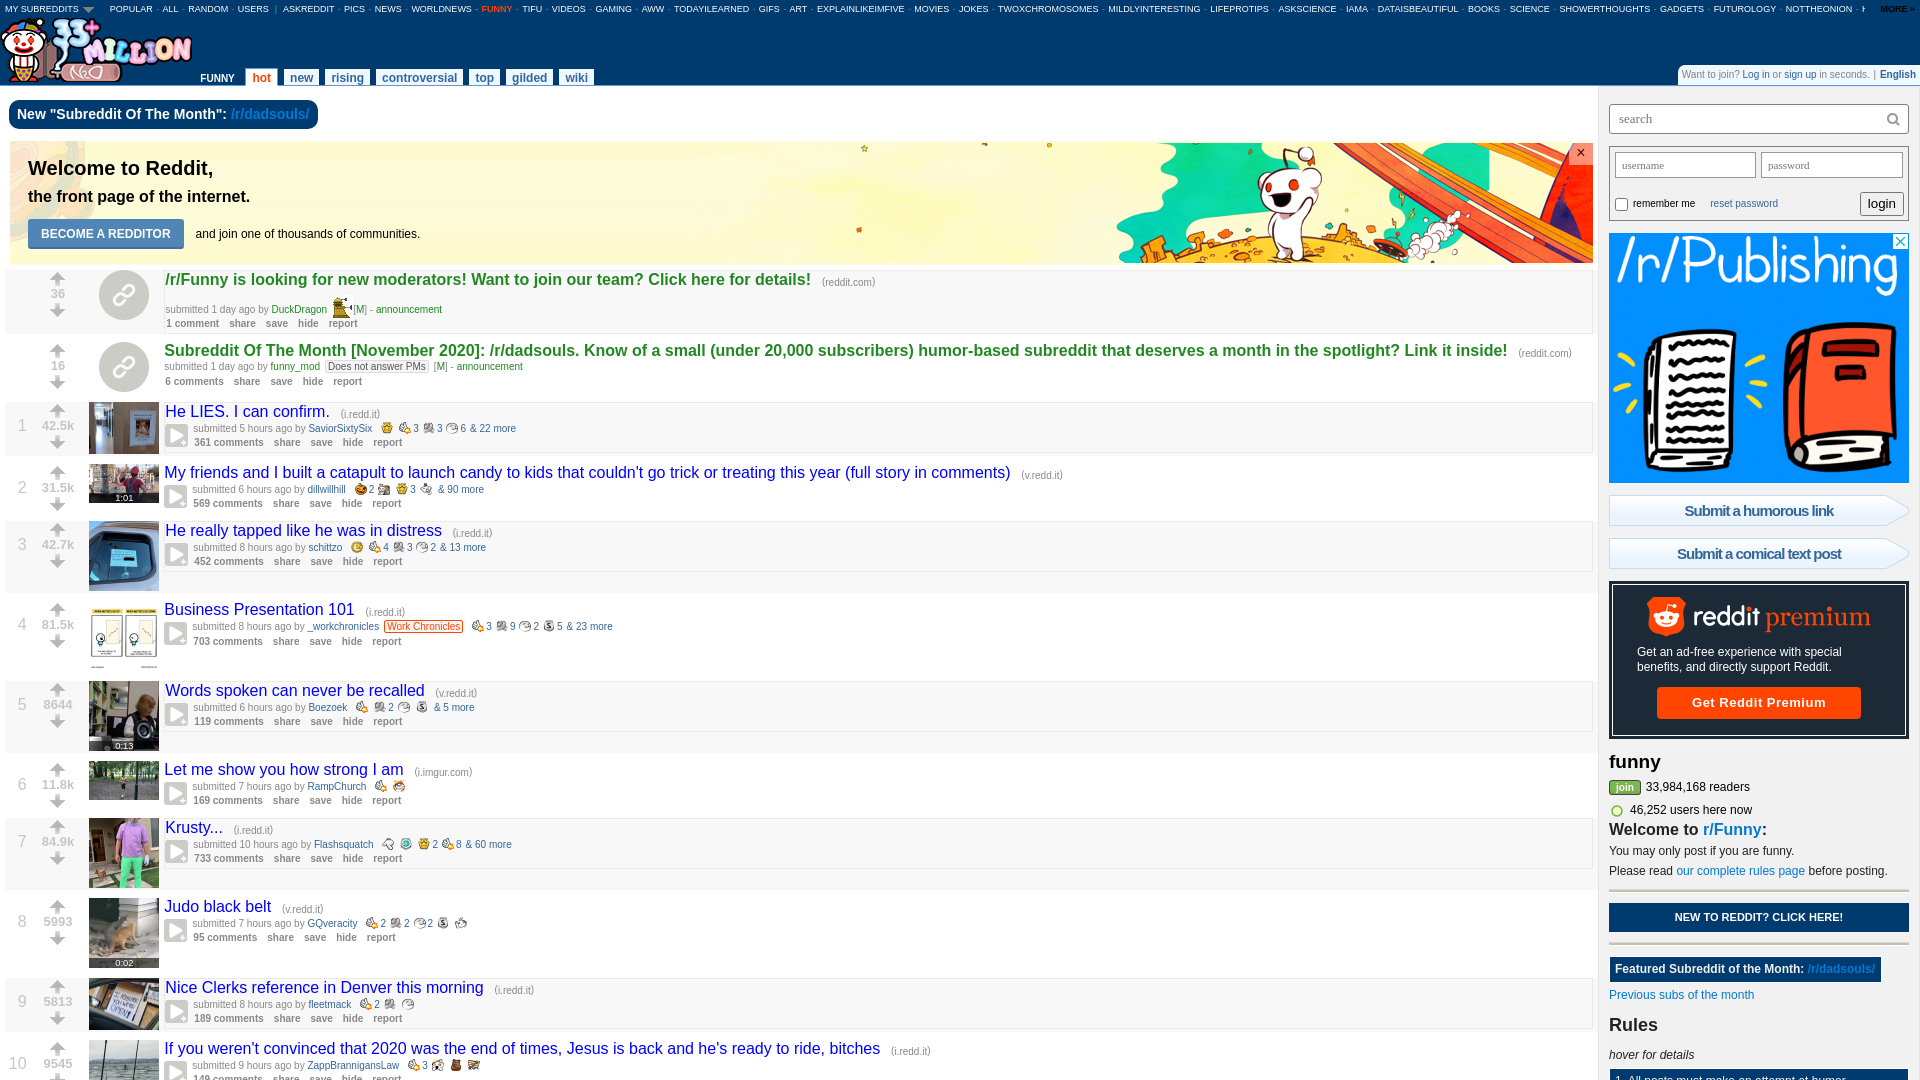 MY SUBREDDITS POPULAR - ALL - RANDOM - USERS | ASKREDDIT - PICS - NEWS - WORLDNEWS - FUNNY - TIFU - VIDEOS - GAMING - AWW - TODAYILEARNED - GIFS - ART - EXPLAINLIKEIMFIVE - MOVIES - JOKES - TWOXCHROMOSOMES - MILDLYINTERESTING - LIFEPROTIPS - ASKSCIENCE - IAMA - DATAISBEAUTIFUL - BOOKS - SCIENCE - SHOWERTHOUGHTS - GADGETS - FUTUROLOGY - NOTTHEONION - MORE »
33+
MILLION
FUNNY hot new rising controversial top gilded wiki
Want to join? Log in or sign up in seconds. | English
New "Subreddit Of The Month": /r/dadsouls/
Welcome to Reddit,
the front page of the internet.
BECOME A REDDITOR and join one of thousands of communities.
×
36
/r/Funny is looking for new moderators! Want to join our team? Click here for details! (reddit.com)
submitted 1 day ago by DuckDragon [M] - announcement
1 comment share save hide report
16
Subreddit Of The Month [November 2020]: /r/dadsouls. Know of a small (under 20,000 subscribers) humor-based subreddit that deserves a month in the spotlight? Link it inside! (reddit.com)
submitted 1 day ago by funny_mod Does not answer PMs [M] - announcement
6 comments share save hide report
1 42.5k
He LIES. I can confirm. (i.redd.it)
submitted 5 hours ago by SaviorSixtySix 3 3 6 & 22 more
361 comments share save hide report
2 31.5k
1:01
My friends and I built a catapult to launch candy to kids that couldn't go trick or treating this year (full story in comments) (v.redd.it)
submitted 6 hours ago by dillwillhill 2 3 & 90 more
569 comments share save hide report
3 42.7k
He really tapped like he was in distress (i.redd.it)
submitted 8 hours ago by schittzo 4 3 2 & 13 more
452 comments share save hide report
4 81.5k
Business Presentation 101 (i.redd.it)
submitted 8 hours ago by _workchronicles Work Chronicles 3 9 2 5 & 23 more
703 comments share save hide report
5 8644
0:13
Words spoken can never be recalled (v.redd.it)
submitted 6 hours ago by Boezoek 2 & 5 more
119 comments share save hide report
6 11.8k
Let me show you how strong I am (i.imgur.com)
submitted 7 hours ago by RampChurch
169 comments share save hide report
7 84.9k
Krusty... (i.redd.it)
submitted 10 hours ago by Flashsquatch 2 8 & 60 more
733 comments share save hide report
8 5993
0:02
Judo black belt (v.redd.it)
submitted 7 hours ago by GQveracity 2 2 2
95 comments share save hide report
9 5813
Nice Clerks reference in Denver this morning (i.redd.it)
submitted 8 hours ago by fleetmack 2
189 comments share save hide report
10 9545
If you weren't convinced that 2020 was the end of times, Jesus is back and he's ready to ride, bitches (i.redd.it)
submitted 9 hours ago by ZappBrannigansLaw 3
149 comments share save hide report
search
username password
remember me reset password login
/r/Publishing
Submit a humorous link
Submit a comical text post
reddit premium
Get an ad-free experience with special
benefits, and directly support Reddit.
Get Reddit Premium
funny
join 33,984,168 readers
46,252 users here now
Welcome to r/Funny:
You may only post if you are funny.
Please read our complete rules page before posting.
NEW TO REDDIT? CLICK HERE!
Featured Subreddit of the Month: /r/dadsouls/
Previous subs of the month
Rules
hover for details
1. All posts must make an attempt at humor.